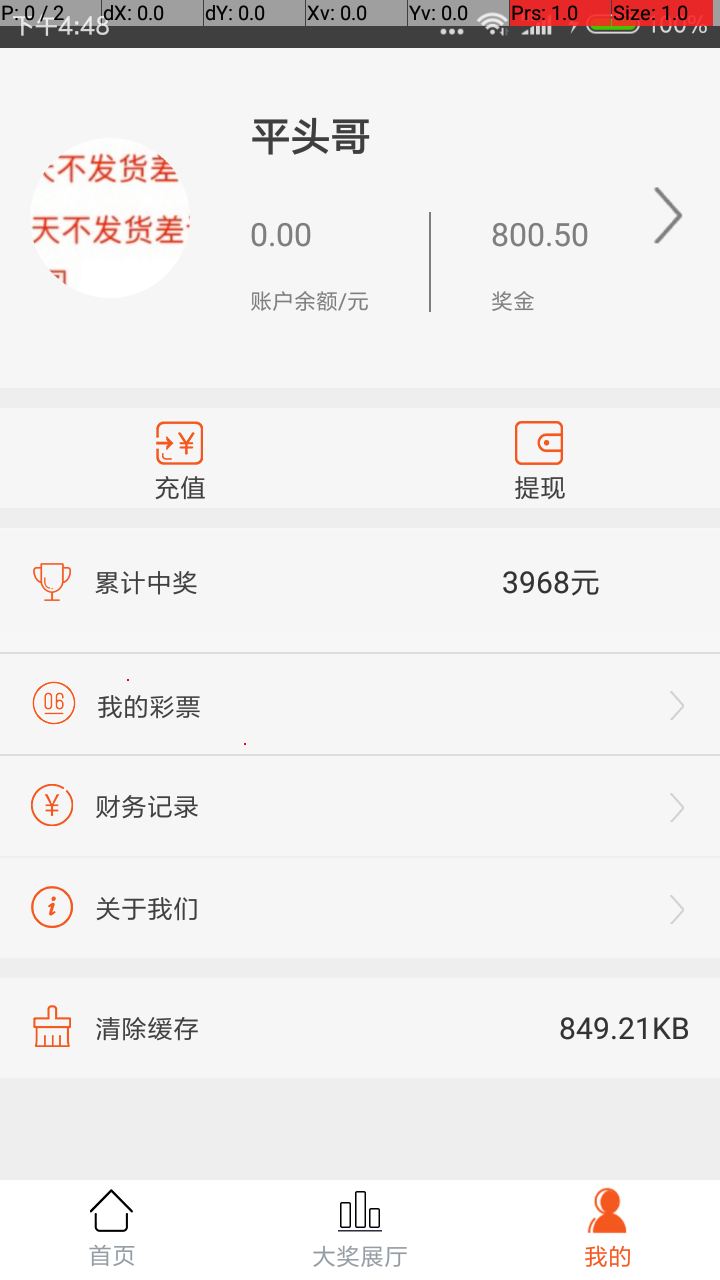 P: 0 / 2 dX: 0.0 dY: 0.0 Xv: 0.0 Yv: 0.0 Prs: 1.0 Size: 1.0
下午4:48 100%
平头哥
不发货差
天不发货差
0.00 800.50
账户余额/元 奖金
充值 提现
累计中奖 3968元
06 我的彩票
财务记录
关于我们
清除缓存 849.21KB
首页 大奖展厅 我的